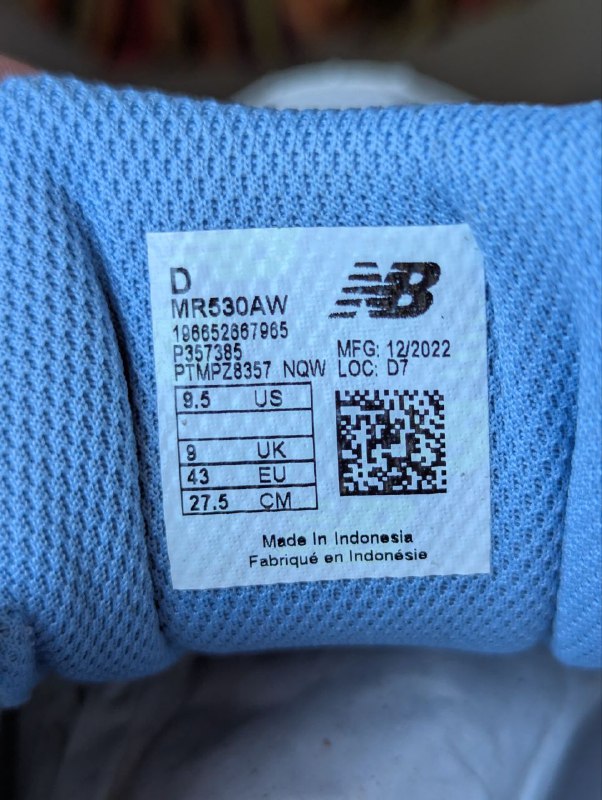 D
MR530AW
196652667965
P357385
PTMPZ8357 NQW
NB
MFG: 12/2022
LOC: D7
9.5 US
9 UK
43 EU
27.5 CM
Made In Indonesia
Fabriqué en Indonésie